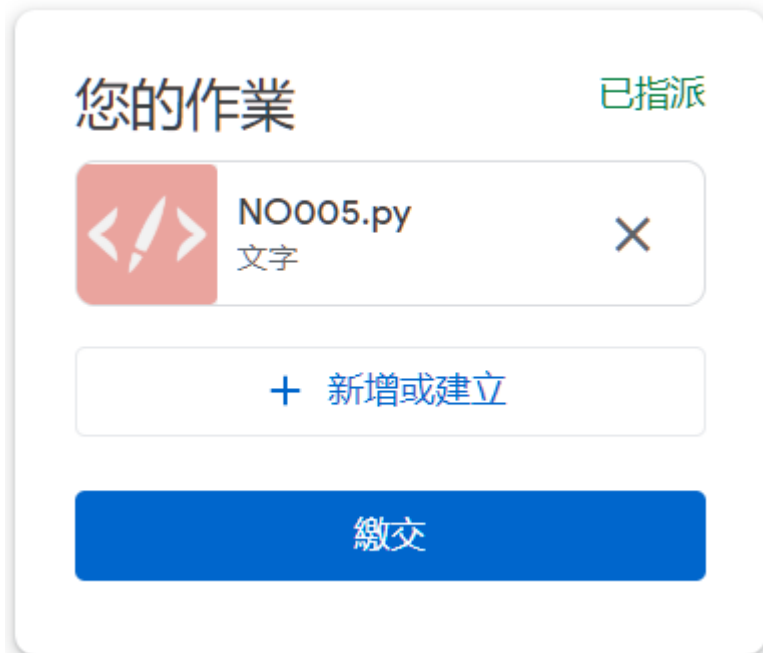 您的作業
已指派
</>
NO005.py
文字
×
+ 新增或建立
繳交